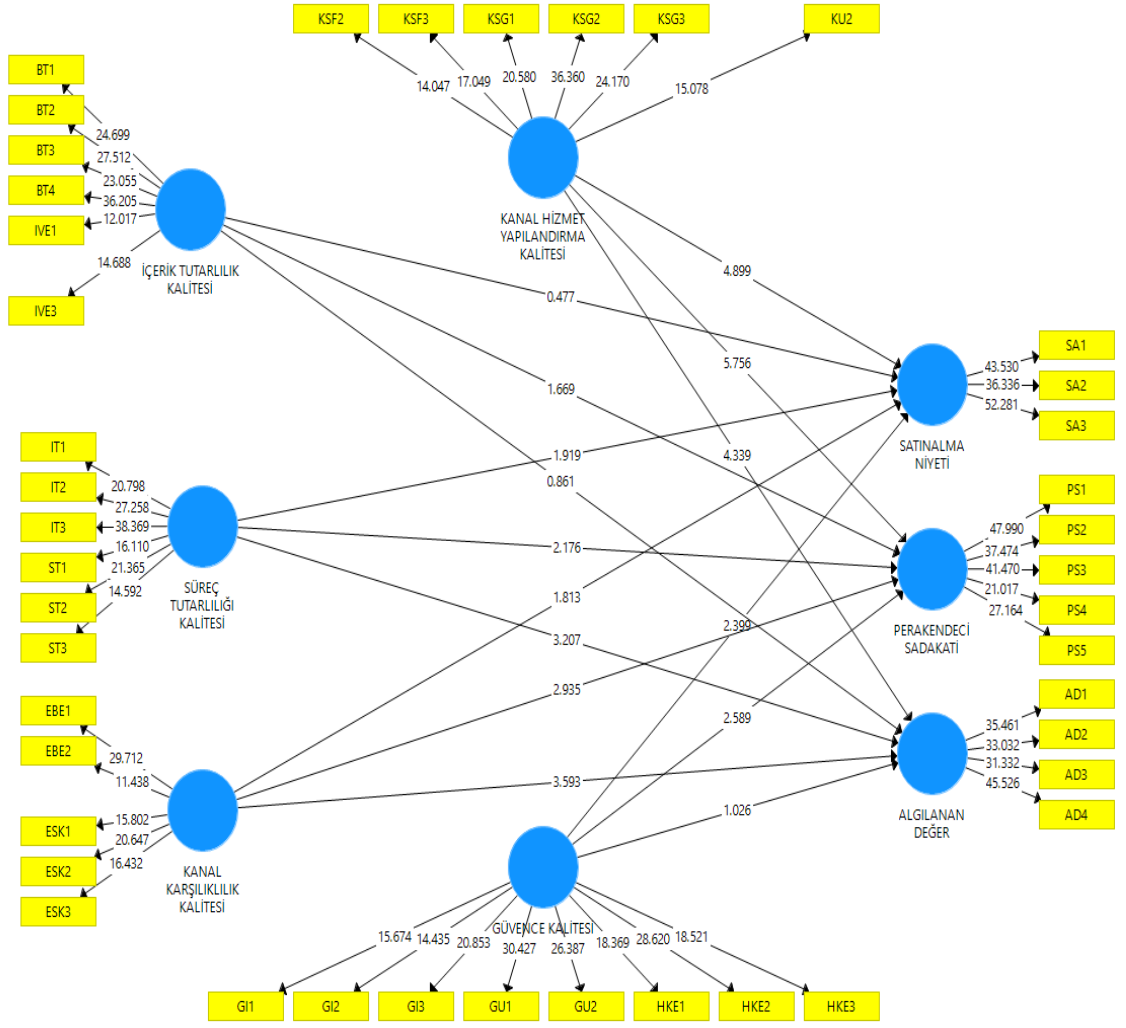 KSF2
KSF3
KSG1
KSG2
KSG3
KU2
14.047
17.049
20.580
36.360
24.170
15.078
KANAL HİZMET
YAPILANDIRMA
KALİTESİ
BT1
BT2
BT3
BT4
IVE1
IVE3
24.699
27.512
23.055
36.205
12.017
14.688
İÇERİK TUTARLILIK
KALİTESİ
4.899
0.477
5.756
1.669
4.339
1.919
0.861
2.176
1.813
2.399
3.207
2.935
2.589
3.593
1.026
IT1
IT2
IT3
ST1
ST2
ST3
20.798
27.258
38.369
16.110
21.365
14.592
SÜREÇ
TUTARLILIĞI
KALİTESİ
EBE1
EBE2
ESK1
ESK2
ESK3
29.712
11.438
15.802
20.647
16.432
KANAL
KARŞILIKLILIK
KALİTESİ
43.530
36.336
52.281
SA1
SA2
SA3
SATINALMA
NİYETİ
47.990
37.474
41.470
21.017
27.164
PS1
PS2
PS3
PS4
PS5
PERAKENDECİ
SADAKATİ
35.461
33.032
31.332
45.526
AD1
AD2
AD3
AD4
ALGILANAN
DEĞER
GÜVENCE KALİTESİ
15.674
14.435
20.853
30.427
26.387
18.369
28.620
18.521
GI1
GI2
GI3
GU1
GU2
HKE1
HKE2
HKE3